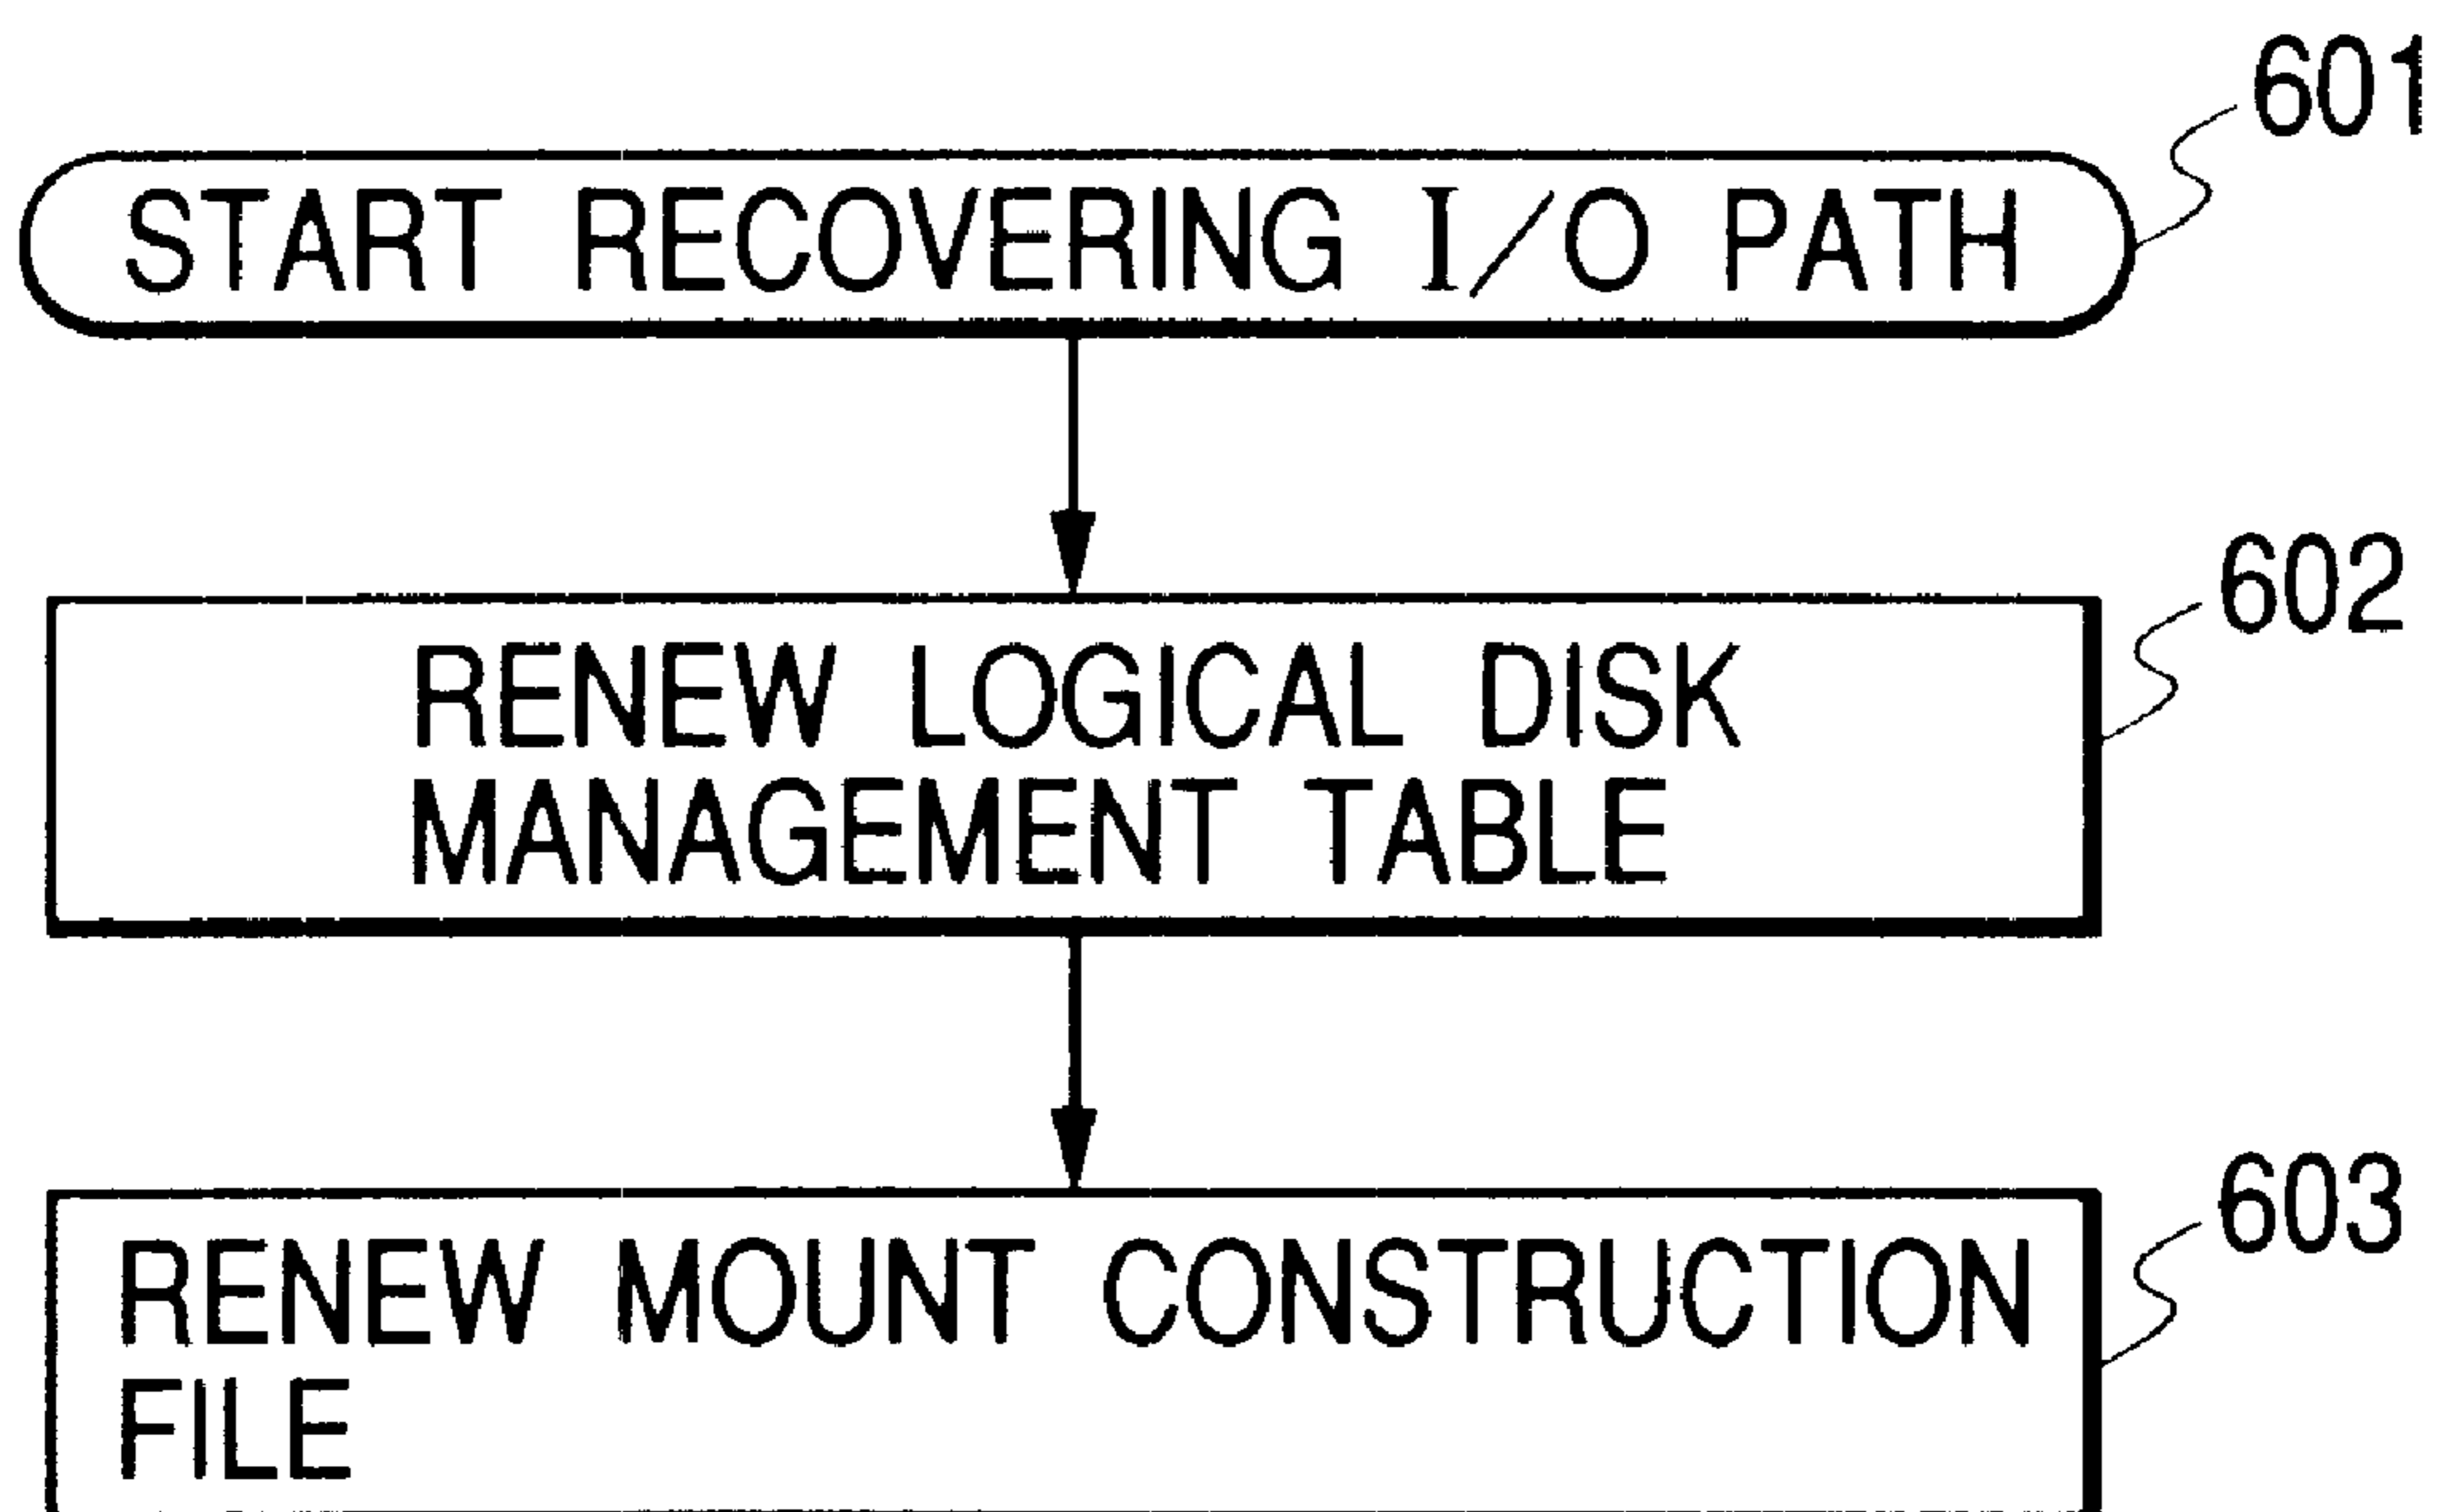 601
START RECOVERING I/O PATH
602
RENEW LOGICAL DISK
MANAGEMENT TABLE
603
RENEW MOUNT CONSTRUCTION
FILE